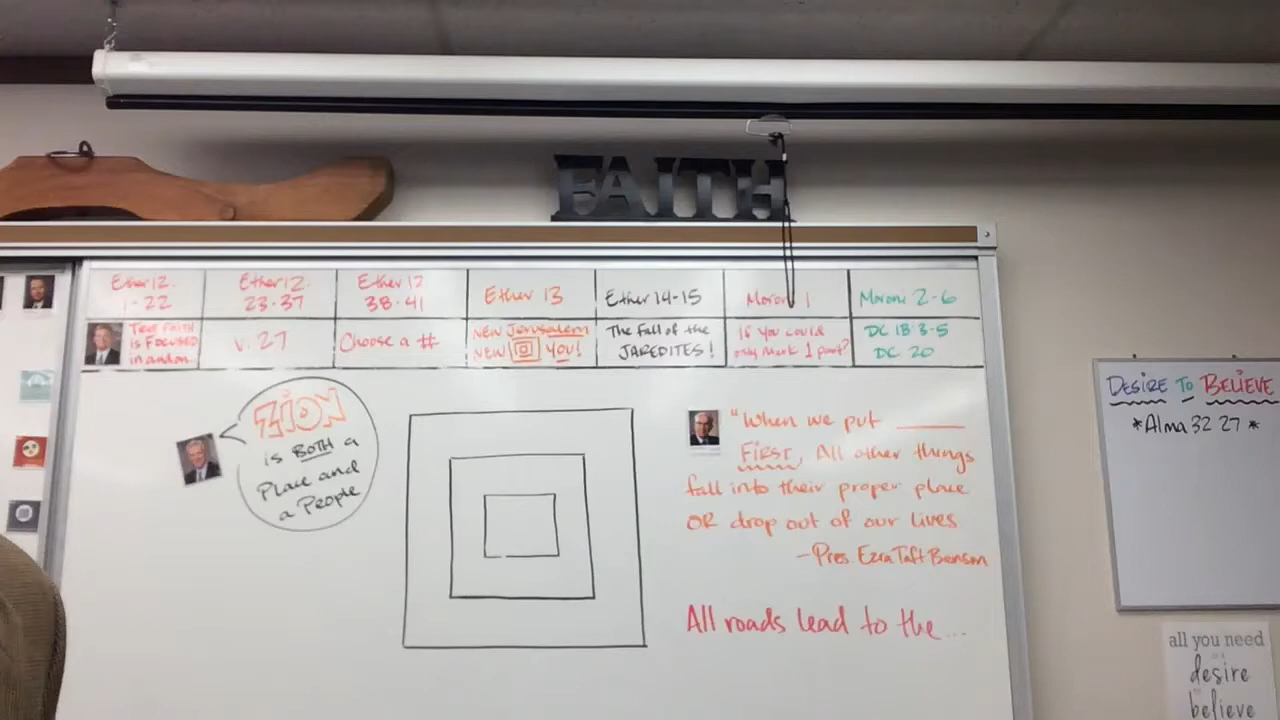 FAITH
Ether 12. 1-22
Ether 12. 23-37
Ether 12 38-41
Ether 13
Ether 14-15
Moroni 1
Moroni 2-6
True Faith is Focused in and on
v. 27
Choose a #
New Jerusalem New You!
The Fall of the JAREDITES!
If You could only mark 1 part?
DC 18:3-5
DC 20
ZION
is BOTH a
Place and
a People
"When we put ______
First, All other things
fall into their proper place
OR drop out of our lives
-Pres. Ezra Taft Benson
All roads lead to the...
DESIRE TO BELIEVE
*Alma 32 27 *
all you need
desire
believe